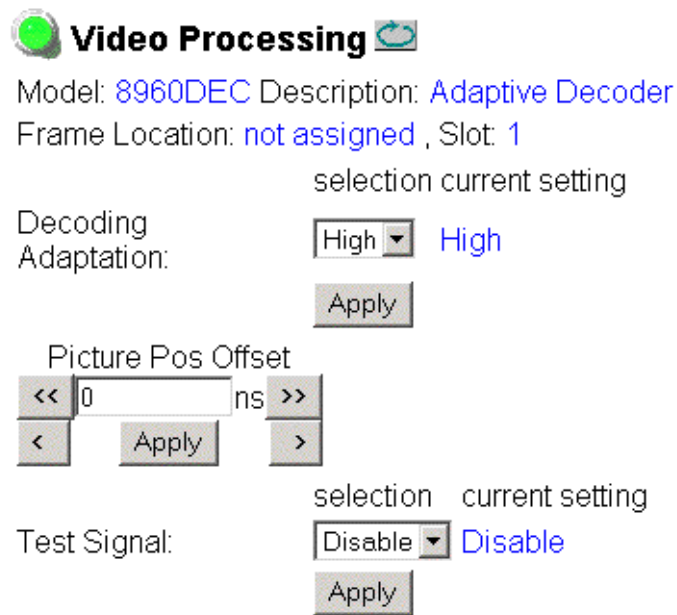 Video Processing
Model: 8960DEC Description: Adaptive Decoder
Frame Location: not assigned , Slot: 1
selection current setting
Decoding
Adaptation:
High High
Apply
Picture Pos Offset
<< 0 ns >>
< Apply >
selection current setting
Test Signal: Disable Disable
Apply